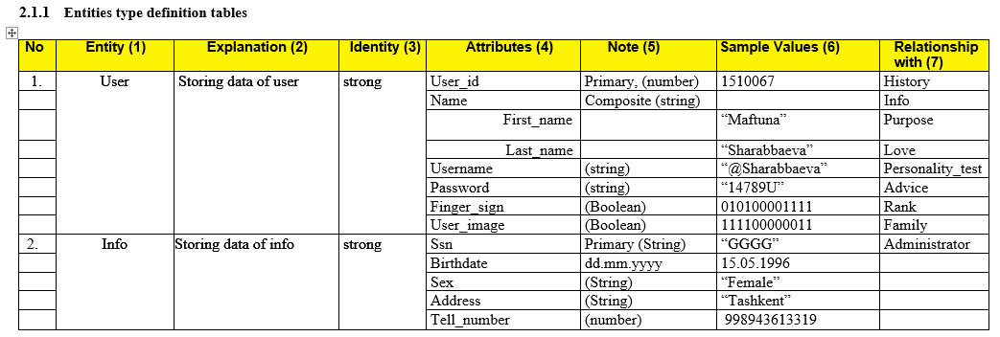 2.1.1 Entities type definition tables
No Entity (1) Explanation (2) Identity (3) Attributes (4) Note (5) Sample Values (6) Relationship with (7)
1. User Storing data of user strong User_id Primary, (number) 1510067 History
Name Composite (string) Info
First_name “Maftuna” Purpose
Last_name “Sharabbaeva” Love
Username (string) “@Sharabbaeva” Personality_test
Password (string) “14789U” Advice
Finger_sign (Boolean) 010100001111 Rank
User_image (Boolean) 111100000011 Family
2. Info Storing data of info strong Ssn Primary (String) “GGGG” Administrator
Birthdate dd.mm.yyyy 15.05.1996
Sex (String) “Female”
Address (String) “Tashkent”
Tell_number (number) 998943613319